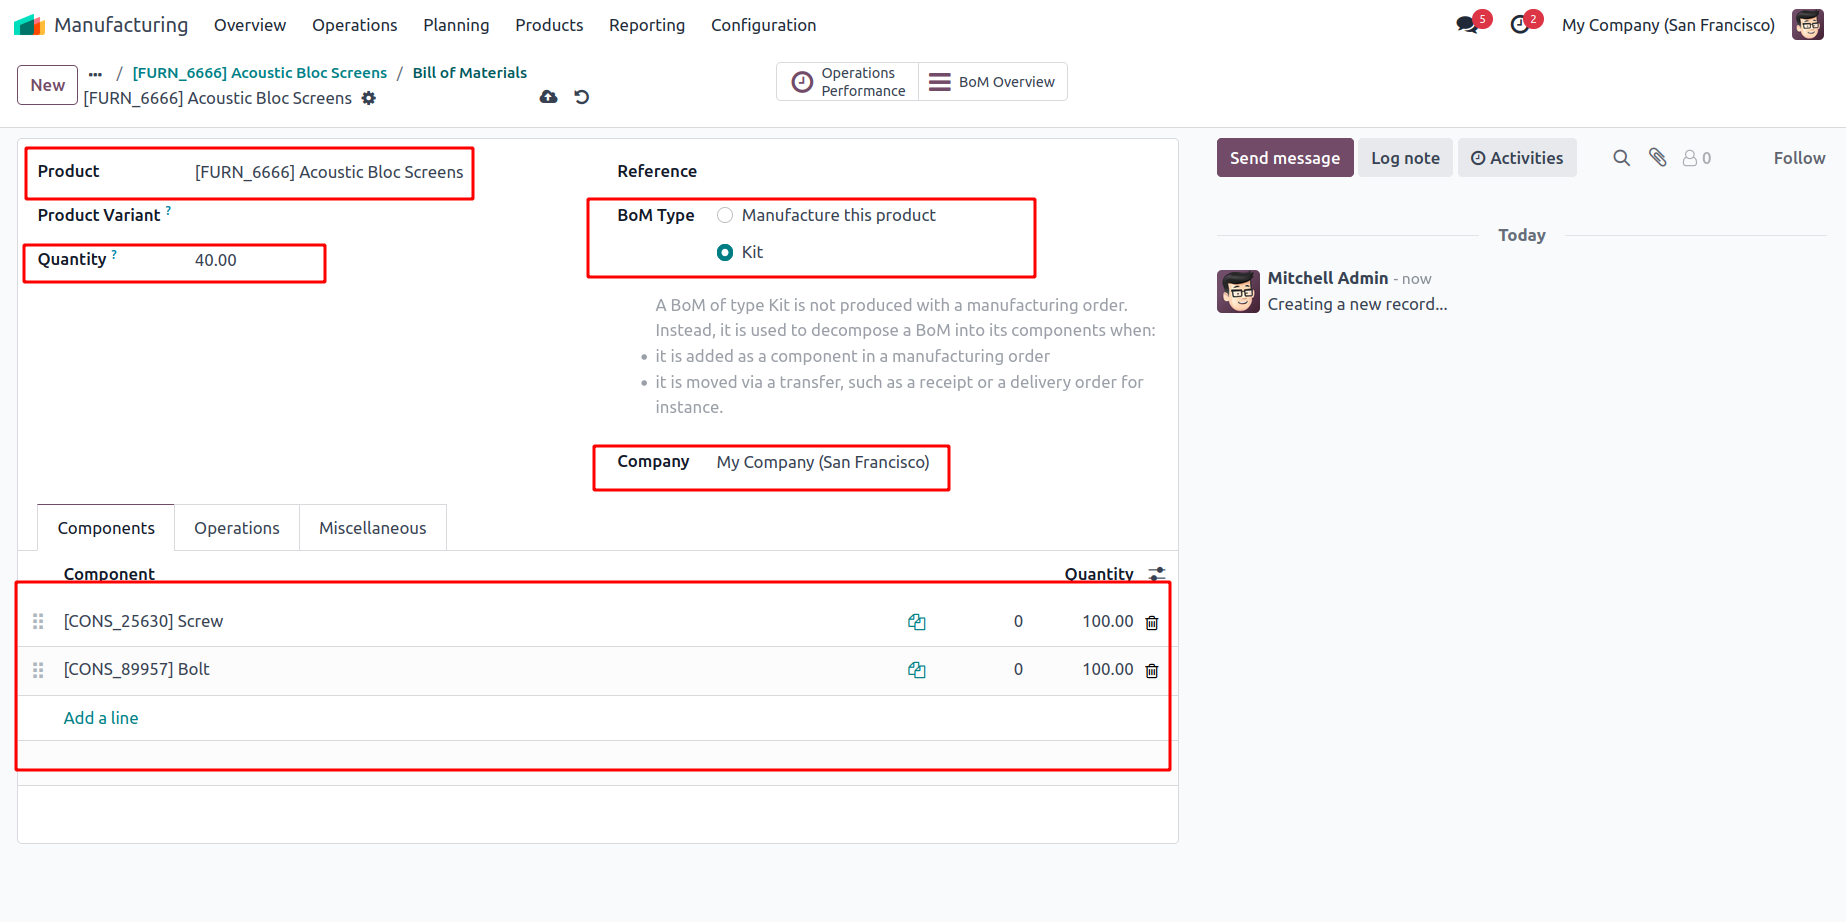 Manufacturing Overview Operations Planning Products Reporting Configuration 5 2 My Company (San Francisco)
New ... / [FURN_6666] Acoustic Bloc Screens / Bill of Materials
[FURN_6666] Acoustic Bloc Screens
Operations Performance
BoM Overview
Product [FURN_6666] Acoustic Bloc Screens
Product Variant ?
Quantity ? 40.00
Reference
BoM Type Manufacture this product
Kit
A BoM of type Kit is not produced with a manufacturing order.
Instead, it is used to decompose a BoM into its components when:
• it is added as a component in a manufacturing order
• it is moved via a transfer, such as a receipt or a delivery order for
instance.
Company My Company (San Francisco)
Components Operations Miscellaneous
Component Quantity
[CONS_25630] Screw 0 100.00
[CONS_89957] Bolt 0 100.00
Add a line
Send message Log note Activities 0 Follow
Today
Mitchell Admin - now
Creating a new record...